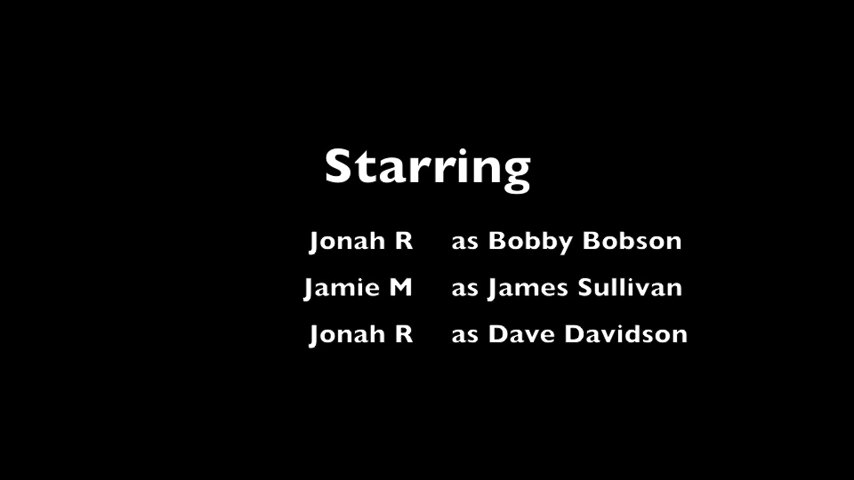 Starring
Jonah R as Bobby Bobson
Jamie M as James Sullivan
Jonah R as Dave Davidson